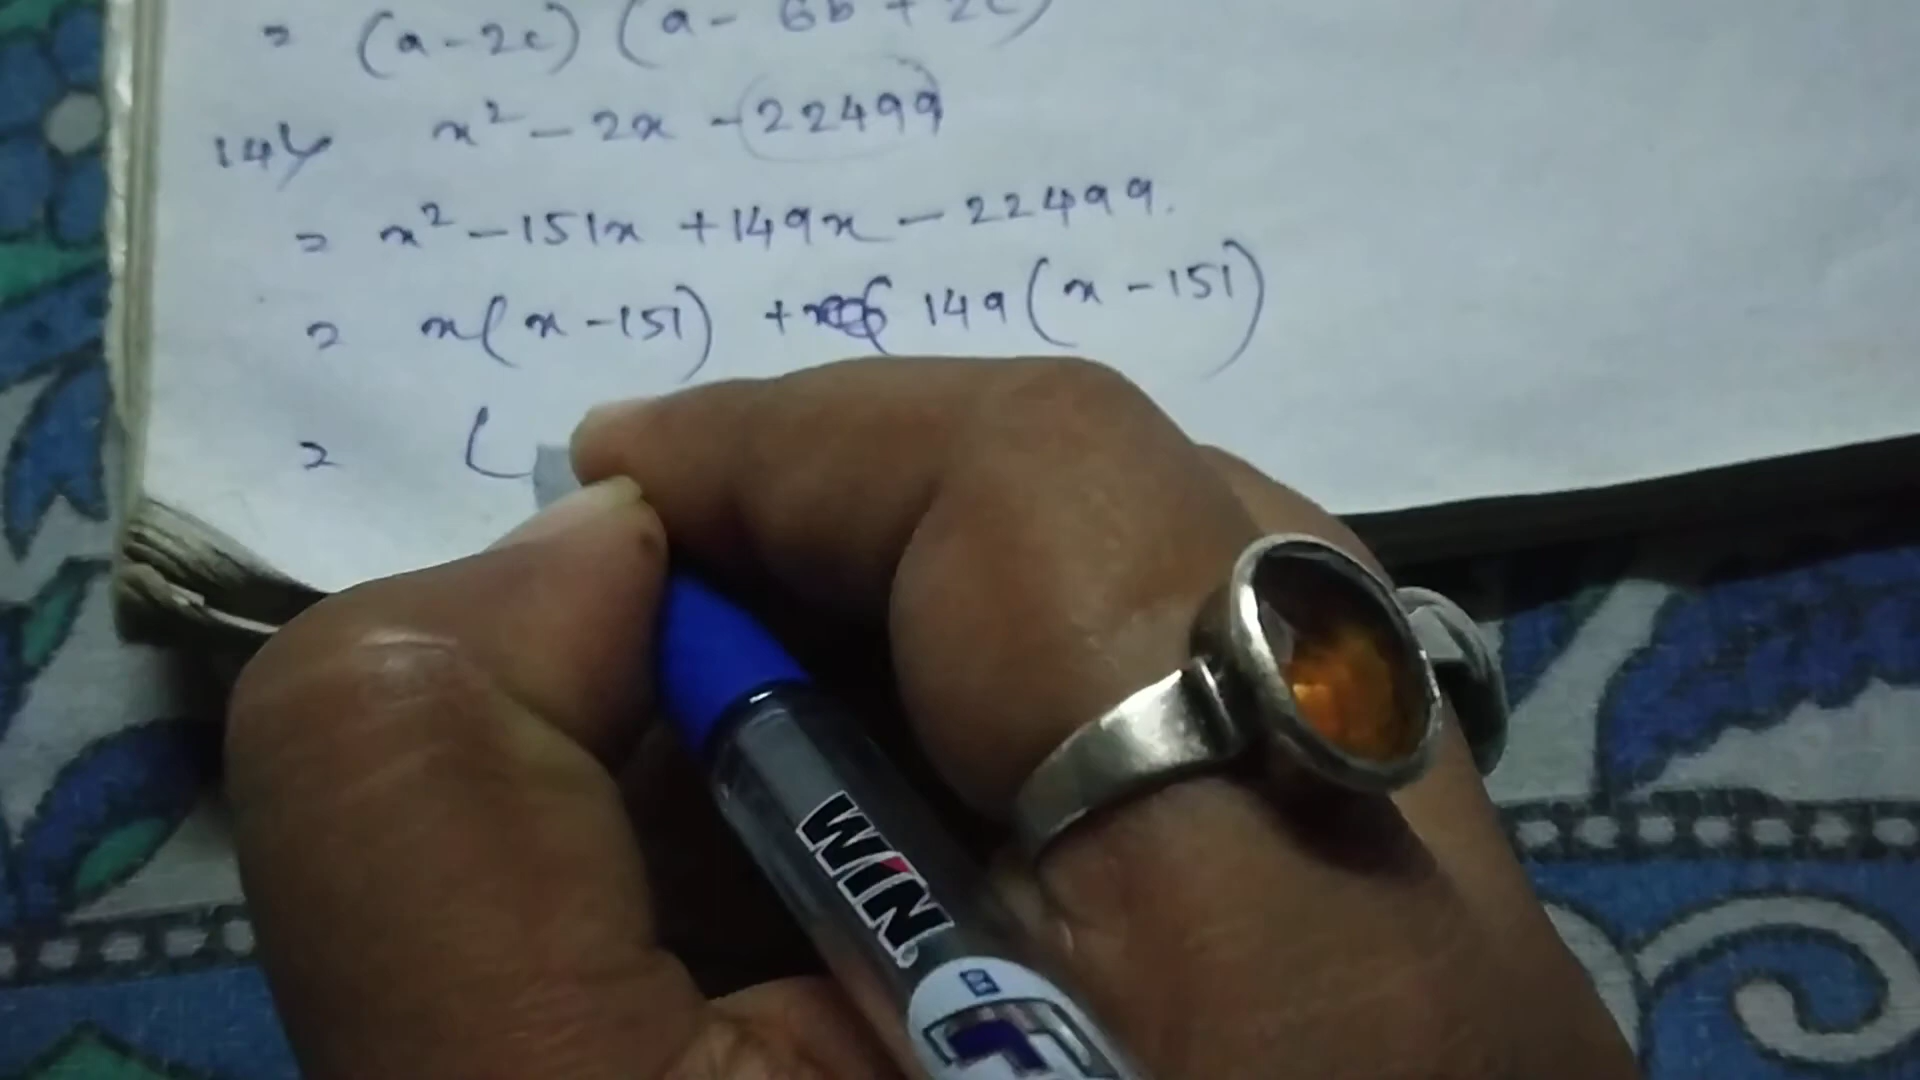 = (a-2c) (a- 6b + 2c)
14) x² - 2x - 22499
= x² - 151x + 149x - 22499.
= x(x-151) + 149(x-151)
= (
WIN